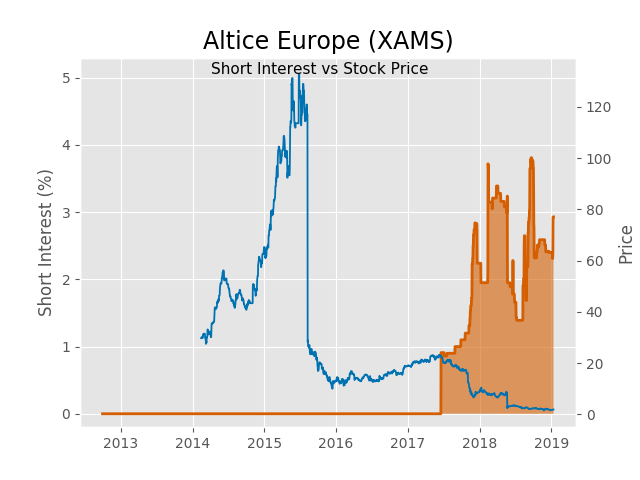 Altice Europe (XAMS)
Short Interest vs Stock Price
Short Interest (%)
5
4
3
2
1
0
120
100
80
60
40
20
0
Price
2013 2014 2015 2016 2017 2018 2019